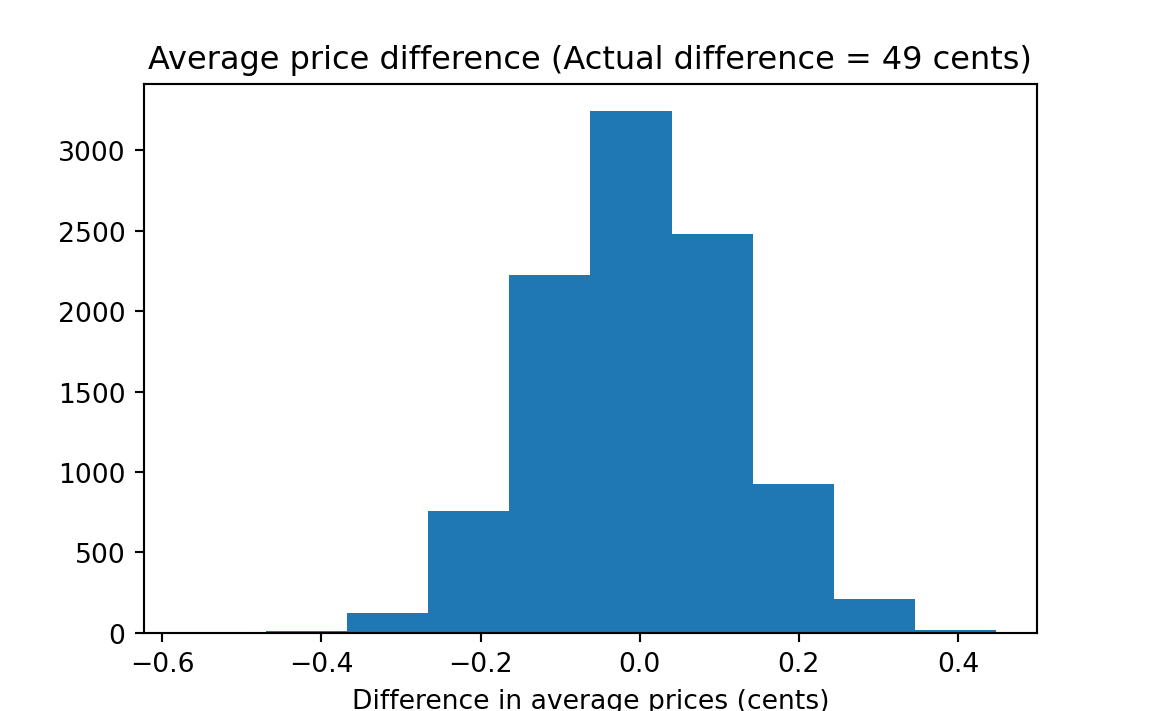 Average price difference (Actual difference = 49 cents)
3000
2500
2000
1500
1000
500
0
−0.6 −0.4 −0.2 0.0 0.2 0.4
Difference in average prices (cents)